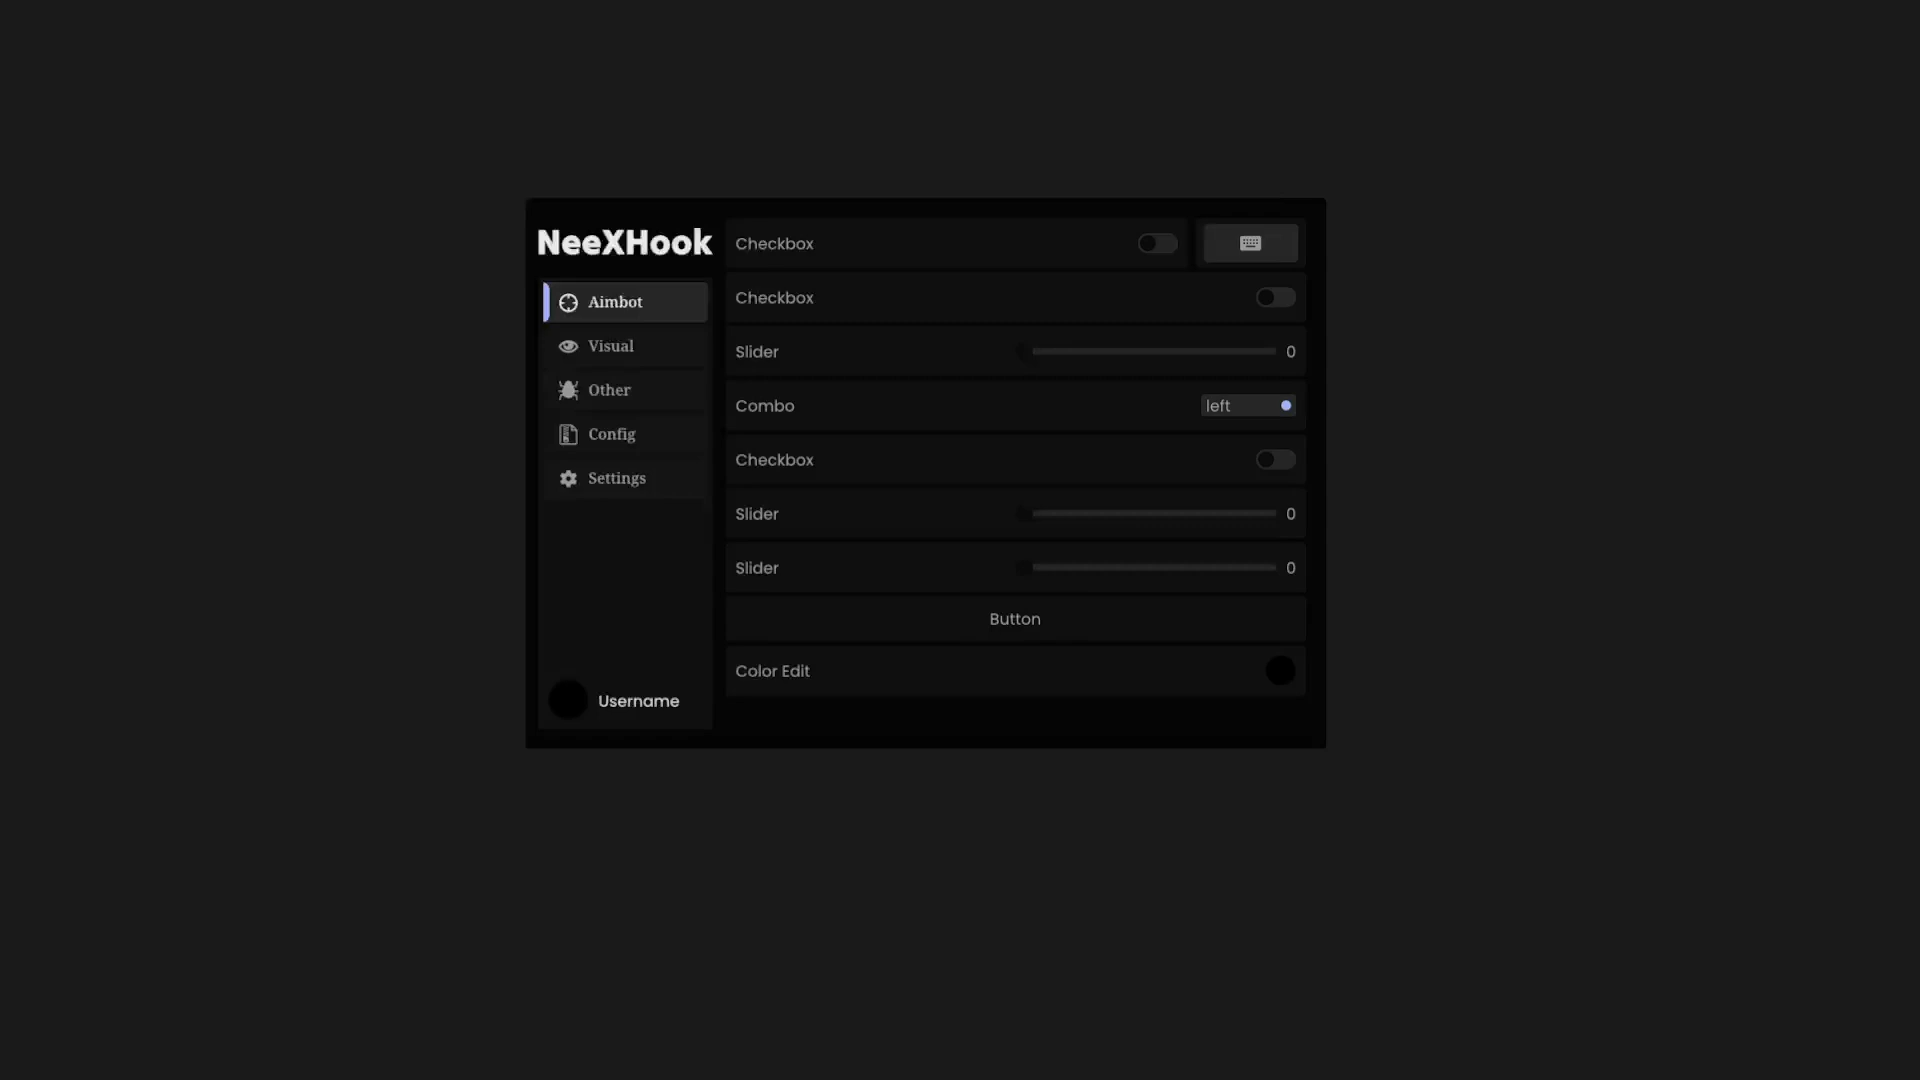 NeeXHook
Aimbot
Visual
Other
Config
Settings
Username
Checkbox
Checkbox
Slider 0
Combo left
Checkbox
Slider 0
Slider 0
Button
Color Edit